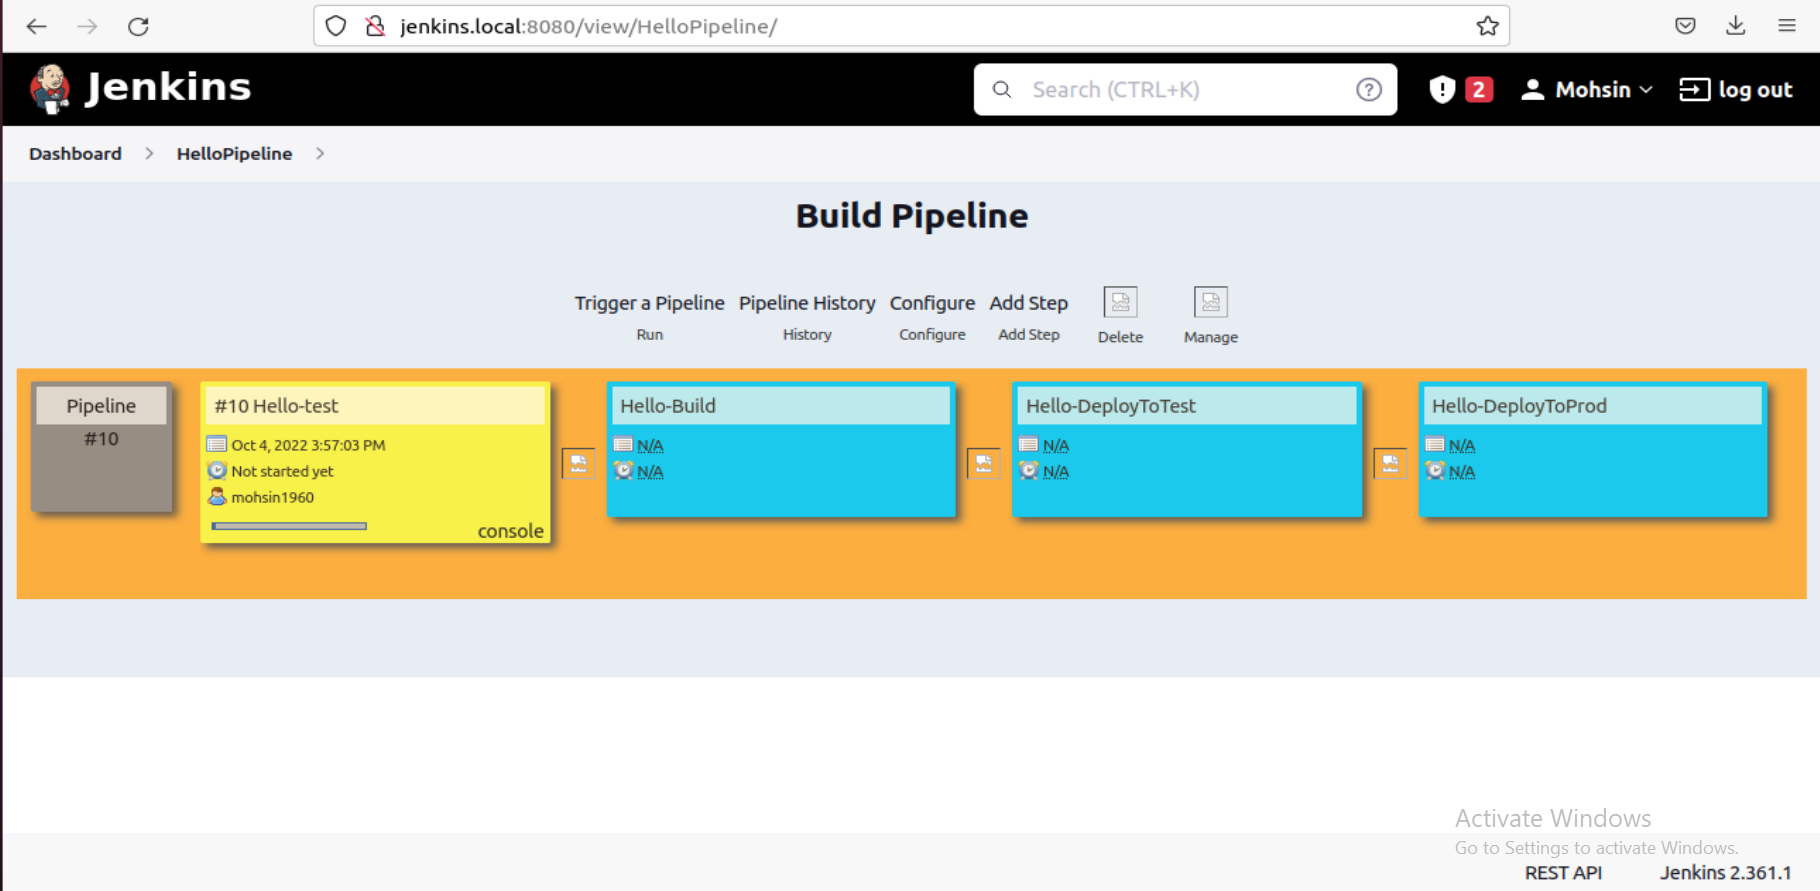 jenkins.local:8080/view/HelloPipeline/
Jenkins
Search (CTRL+K)
2
Mohsin
log out
Dashboard
HelloPipeline
Build Pipeline
Trigger a Pipeline Pipeline History Configure Add Step
Run History Configure Add Step Delete Manage
Pipeline
#10
#10 Hello-test
Oct 4, 2022 3:57:03 PM
Not started yet
mohsin1960
console
Hello-Build
N/A
N/A
Hello-DeployToTest
N/A
N/A
Hello-DeployToProd
N/A
N/A
Activate Windows
Go to Settings to activate Windows.
REST API
Jenkins 2.361.1